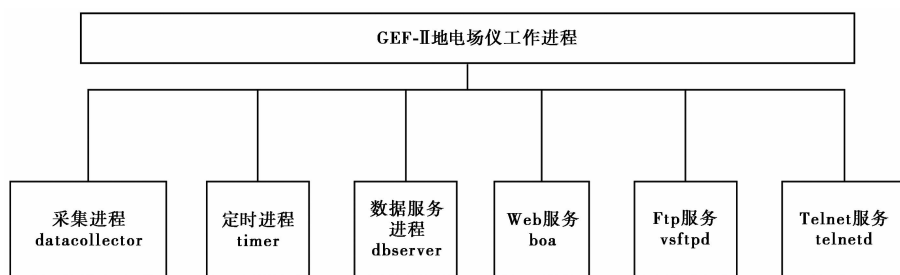 GEF-Ⅱ地电场仪工作进程
采集进程
datacollector
定时进程
timer
数据服务
进程
dbserver
Web服务
boa
Ftp服务
vsftpd
Telnet服务
telnetd